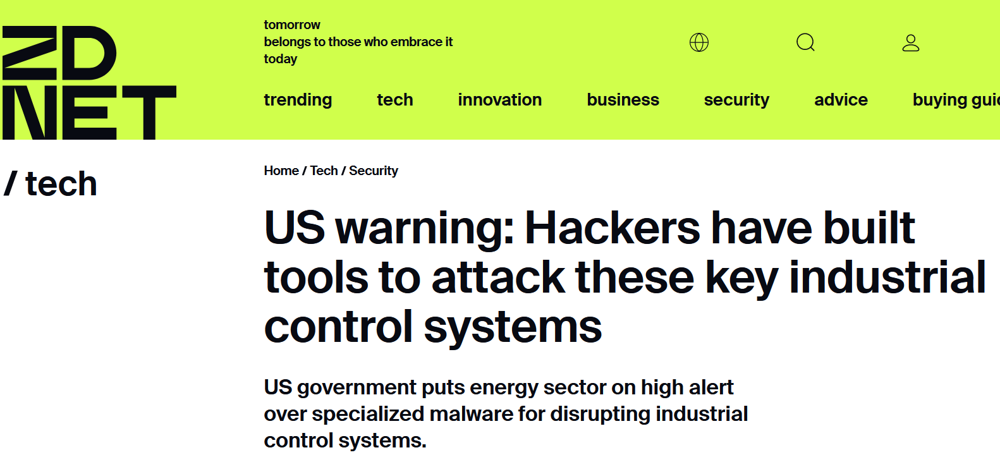 ZD
NET
tomorrow
belongs to those who embrace it
today
trending tech innovation business security advice buying guid
/ tech
Home / Tech / Security
US warning: Hackers have built
tools to attack these key industrial
control systems
US government puts energy sector on high alert
over specialized malware for disrupting industrial
control systems.